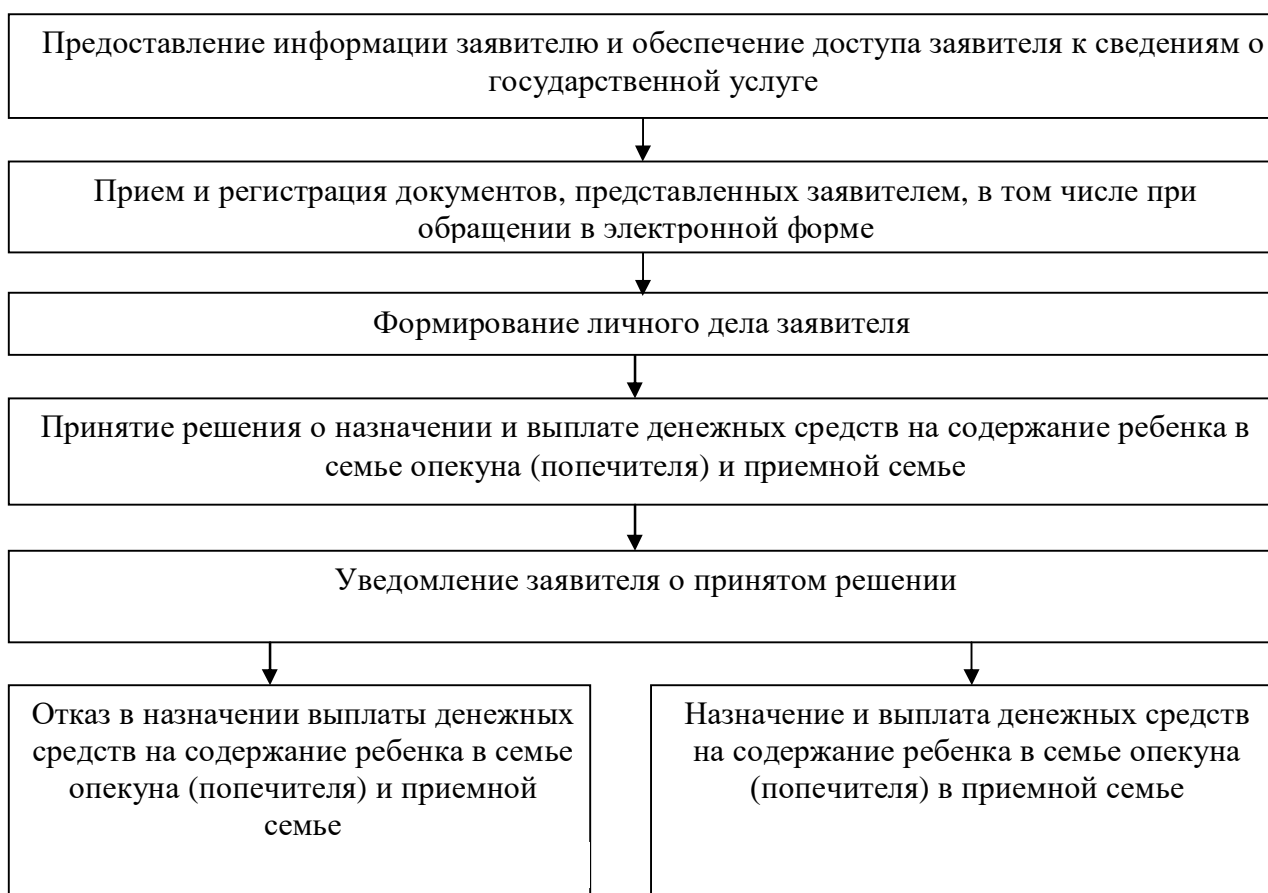 Предоставление информации заявителю и обеспечение доступа заявителя к сведениям о
государственной услуге
Прием и регистрация документов, представленных заявителем, в том числе при
обращении в электронной форме
Формирование личного дела заявителя
Принятие решения о назначении и выплате денежных средств на содержание ребенка в
семье опекуна (попечителя) и приемной семье
Уведомление заявителя о принятом решении
Отказ в назначении выплаты денежных
средств на содержание ребенка в семье
опекуна (попечителя) и приемной
семье
Назначение и выплата денежных средств
на содержание ребенка в семье опекуна
(попечителя) в приемной семье